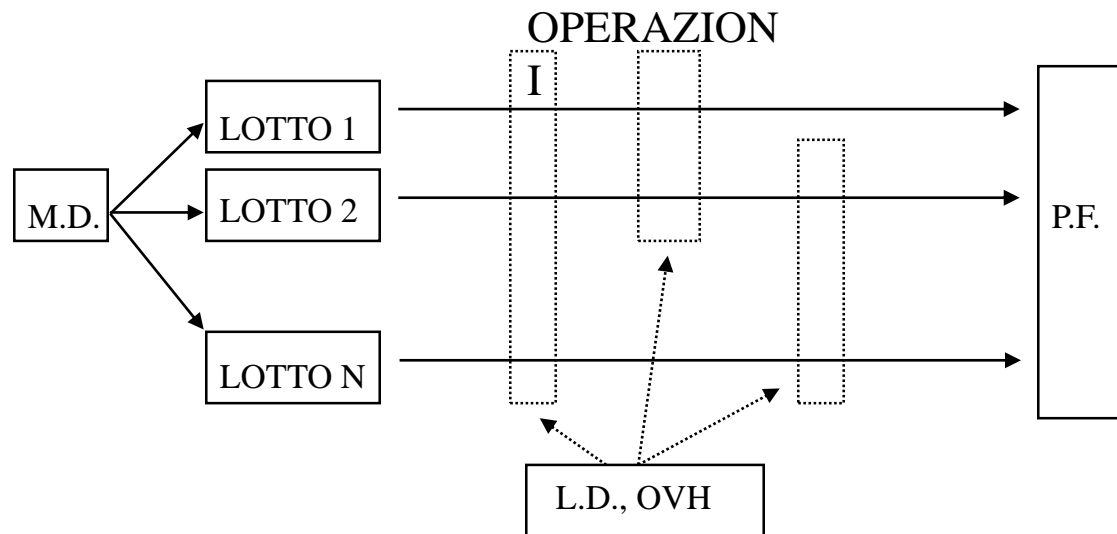 OPERAZION
I
LOTTO 1
M.D.
LOTTO 2
P.F.
LOTTO N
L.D., OVH